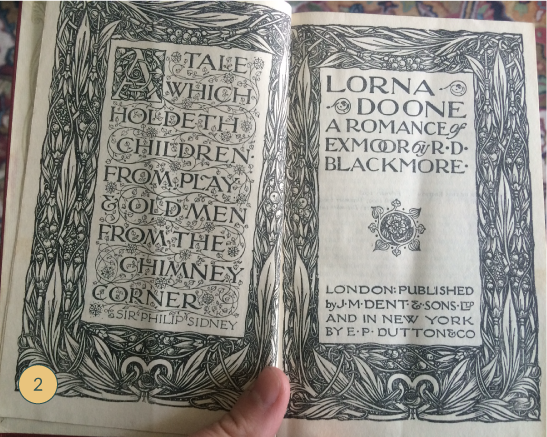 A TALE
WHICH
HOLDETH
CHILDREN:
FROM·PLAY
& OLD MEN
FROM·THE·
CHIMNEY
CORNER
SIR PHILIP SIDNEY
LORNA
DOONE
A ROMANCE of
EXMOOR by R·D·
BLACKMORE·
LONDON: PUBLISHED
by J·M·DENT·&·SONS·LTD
AND IN NEW YORK
BY E·P·DUTTON & CO
2